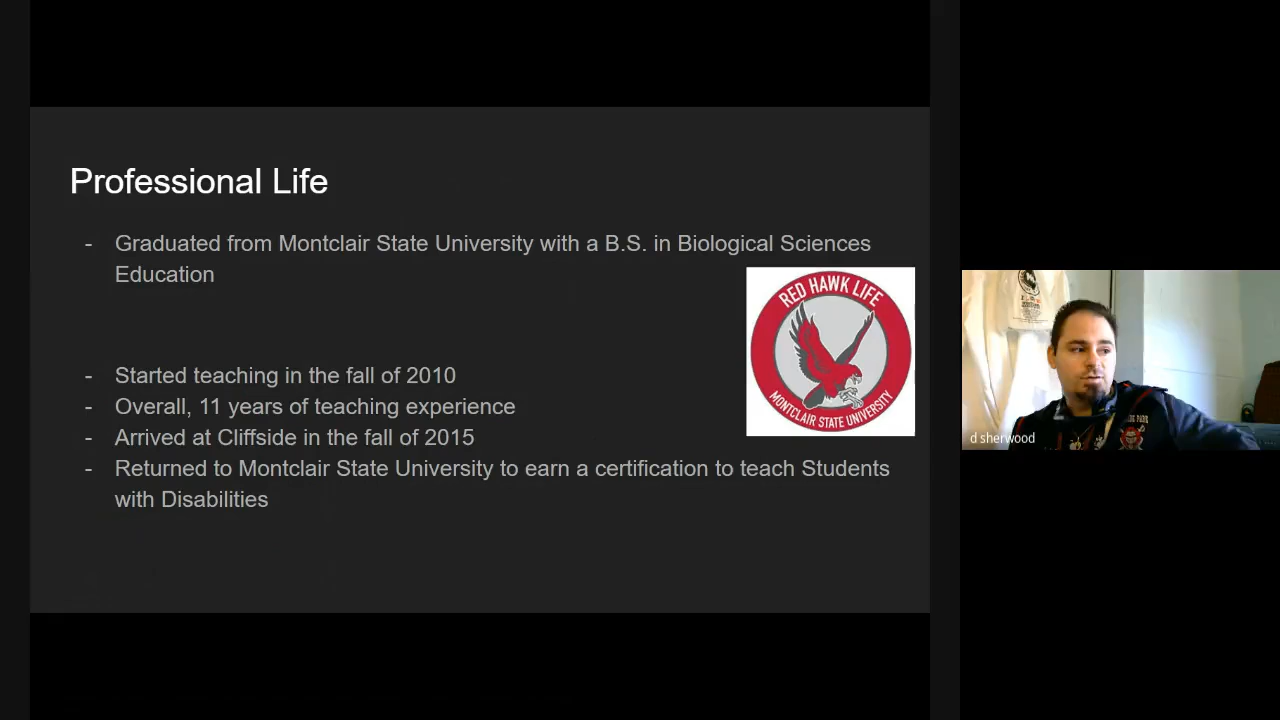 Professional Life
- Graduated from Montclair State University with a B.S. in Biological Sciences
Education
RED HAWK LIFE
MONTCLAIR STATE UNIVERSITY
- Started teaching in the fall of 2010
- Overall, 11 years of teaching experience
- Arrived at Cliffside in the fall of 2015
- Returned to Montclair State University to earn a certification to teach Students
with Disabilities
d sherwood